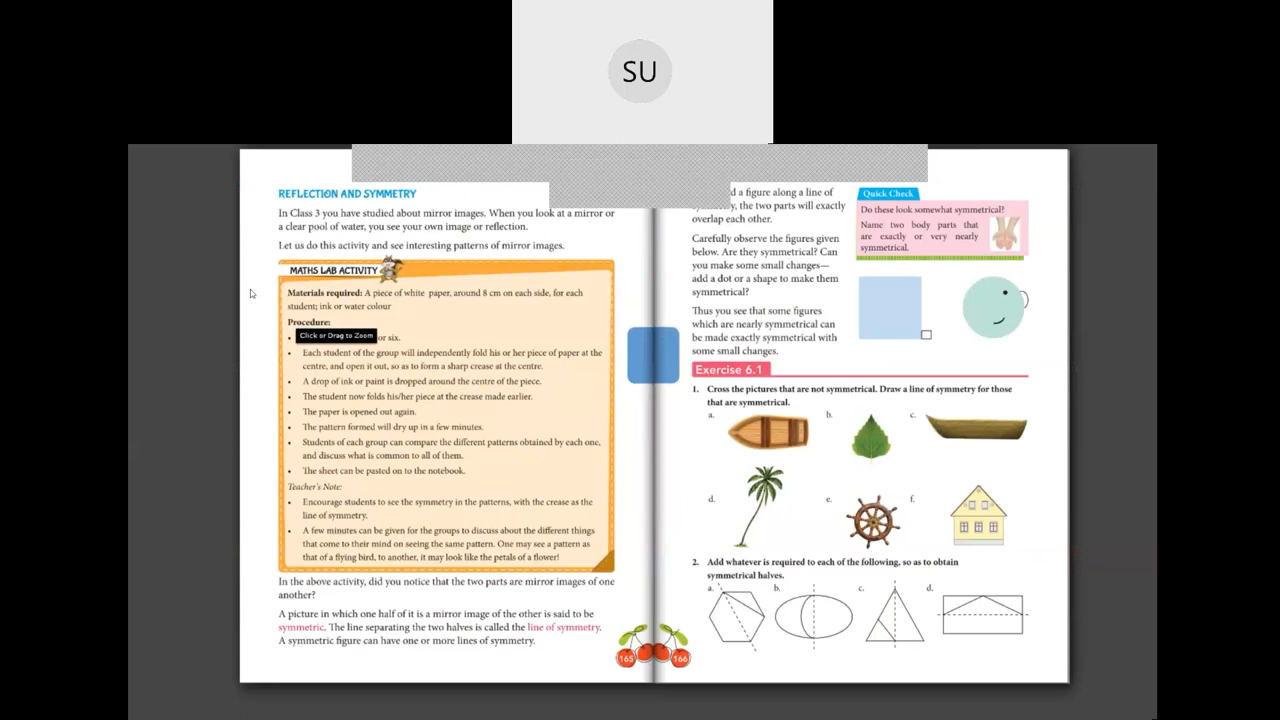 SU
REFLECTION AND SYMMETRY
In Class 3 you have studied about mirror images. When you look at a mirror or
a clear pool of water, you see your own image or reflection.
Let us do this activity and see interesting patterns of mirror images.
MATHS LAB ACTIVITY
Materials required: A piece of white paper, around 8 cm on each side, for each
student; ink or water colour
Procedure:
Click or Drag to Zoom
• or six.
• Each student of the group will independently fold his or her piece of paper at the
centre, and open it out, so as to form a sharp crease at the centre.
• A drop of ink or paint is dropped around the centre of the piece.
• The student now folds his/her piece at the crease made earlier.
• The paper is opened out again.
• The pattern formed will dry up in a few minutes.
• Students of each group can compare the different patterns obtained by each one,
and discuss what is common to all of them.
• The sheet can be pasted on to the notebook.
Teacher's Note:
• Encourage students to see the symmetry in the patterns, with the crease as the
line of symmetry.
• A few minutes can be given for the groups to discuss about the different things
that come to their mind on seeing the same pattern. One may see a pattern as
that of a flying bird, to another, it may look like the petals of a flower!
In the above activity, did you notice that the two parts are mirror images of one
another?
A picture in which one half of it is a mirror image of the other is said to be
symmetric. The line separating the two halves is called the line of symmetry.
A symmetric figure can have one or more lines of symmetry.
165
d a figure along a line of
the two parts will exactly
overlap each other.
Carefully observe the figures given
below. Are they symmetrical? Can
you make some small changes—
add a dot or a shape to make them
symmetrical?
Thus you see that some figures
which are nearly symmetrical can
be made exactly symmetrical with
some small changes.
Quick Check
Do these look somewhat symmetrical?
Name two body parts that
are exactly or very nearly
symmetrical.
Exercise 6.1
1. Cross the pictures that are not symmetrical. Draw a line of symmetry for those
that are symmetrical.
a. b. c.
d. e. f.
2. Add whatever is required to each of the following, so as to obtain
symmetrical halves.
a. b. c. d.
166